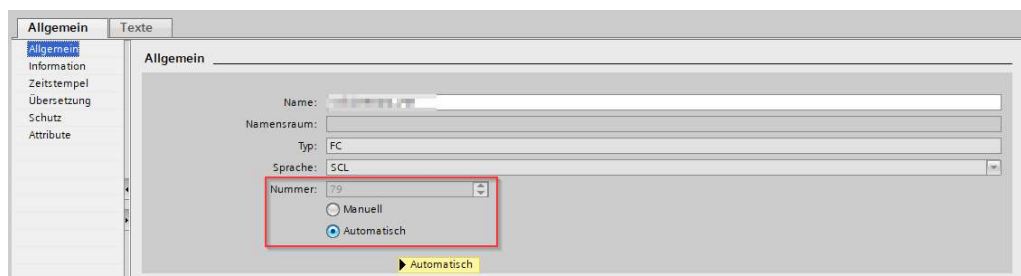 Allgemein
Texte
Allgemein
Information
Zeitstempel
Übersetzung
Schutz
Attribute
Allgemein
Name:
Namensraum:
Typ: FC
Sprache: SCL
Nummer: 79
Manuell
Automatisch
Automatisch